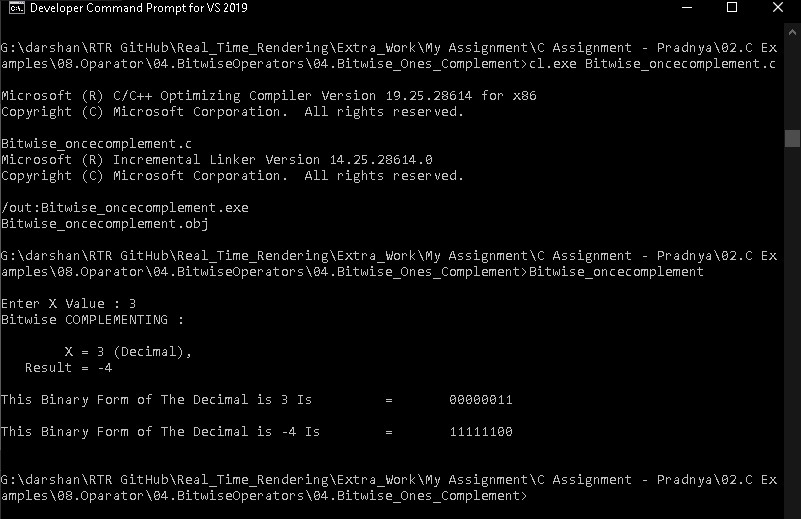 Developer Command Prompt for VS 2019
G:\darshan\RTR GitHub\Real_Time_Rendering\Extra_Work\My Assignment\C Assignment - Pradnya\02.C Ex
amples\08.Oparator\04.BitwiseOperators\04.Bitwise_Ones_Complement>cl.exe Bitwise_oncecomplement.c
Microsoft (R) C/C++ Optimizing Compiler Version 19.25.28614 for x86
Copyright (C) Microsoft Corporation.  All rights reserved.
Bitwise_oncecomplement.c
Microsoft (R) Incremental Linker Version 14.25.28614.0
Copyright (C) Microsoft Corporation.  All rights reserved.
/out:Bitwise_oncecomplement.exe
Bitwise_oncecomplement.obj
G:\darshan\RTR GitHub\Real_Time_Rendering\Extra_Work\My Assignment\C Assignment - Pradnya\02.C Ex
amples\08.Oparator\04.BitwiseOperators\04.Bitwise_Ones_Complement>Bitwise_oncecomplement
Enter X Value : 3
Bitwise COMPLEMENTING :
X = 3 (Decimal),
Result = -4
This Binary Form of The Decimal is 3 Is = 00000011
This Binary Form of The Decimal is -4 Is = 11111100
G:\darshan\RTR GitHub\Real_Time_Rendering\Extra_Work\My Assignment\C Assignment - Pradnya\02.C Ex
amples\08.Oparator\04.BitwiseOperators\04.Bitwise_Ones_Complement>